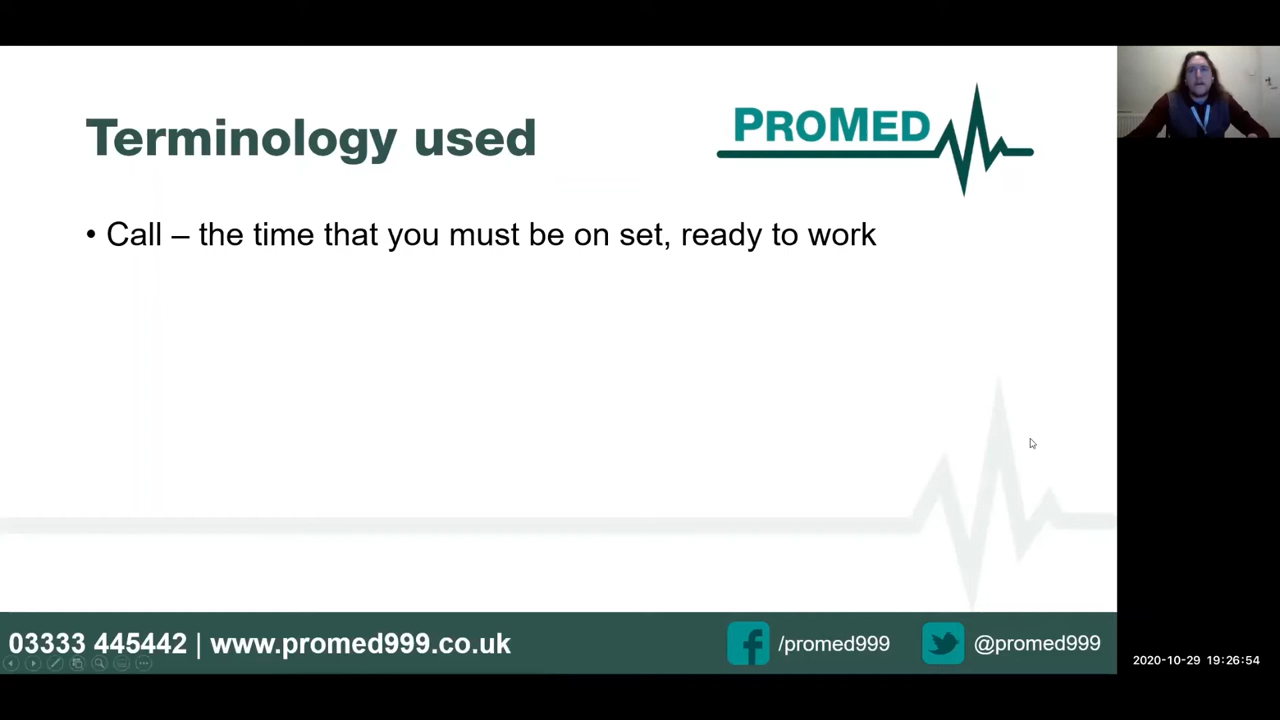 Terminology used
PROMED
• Call – the time that you must be on set, ready to work
03333 445442 | www.promed999.co.uk
/promed999
@promed999
2020-10-29 19:26:54